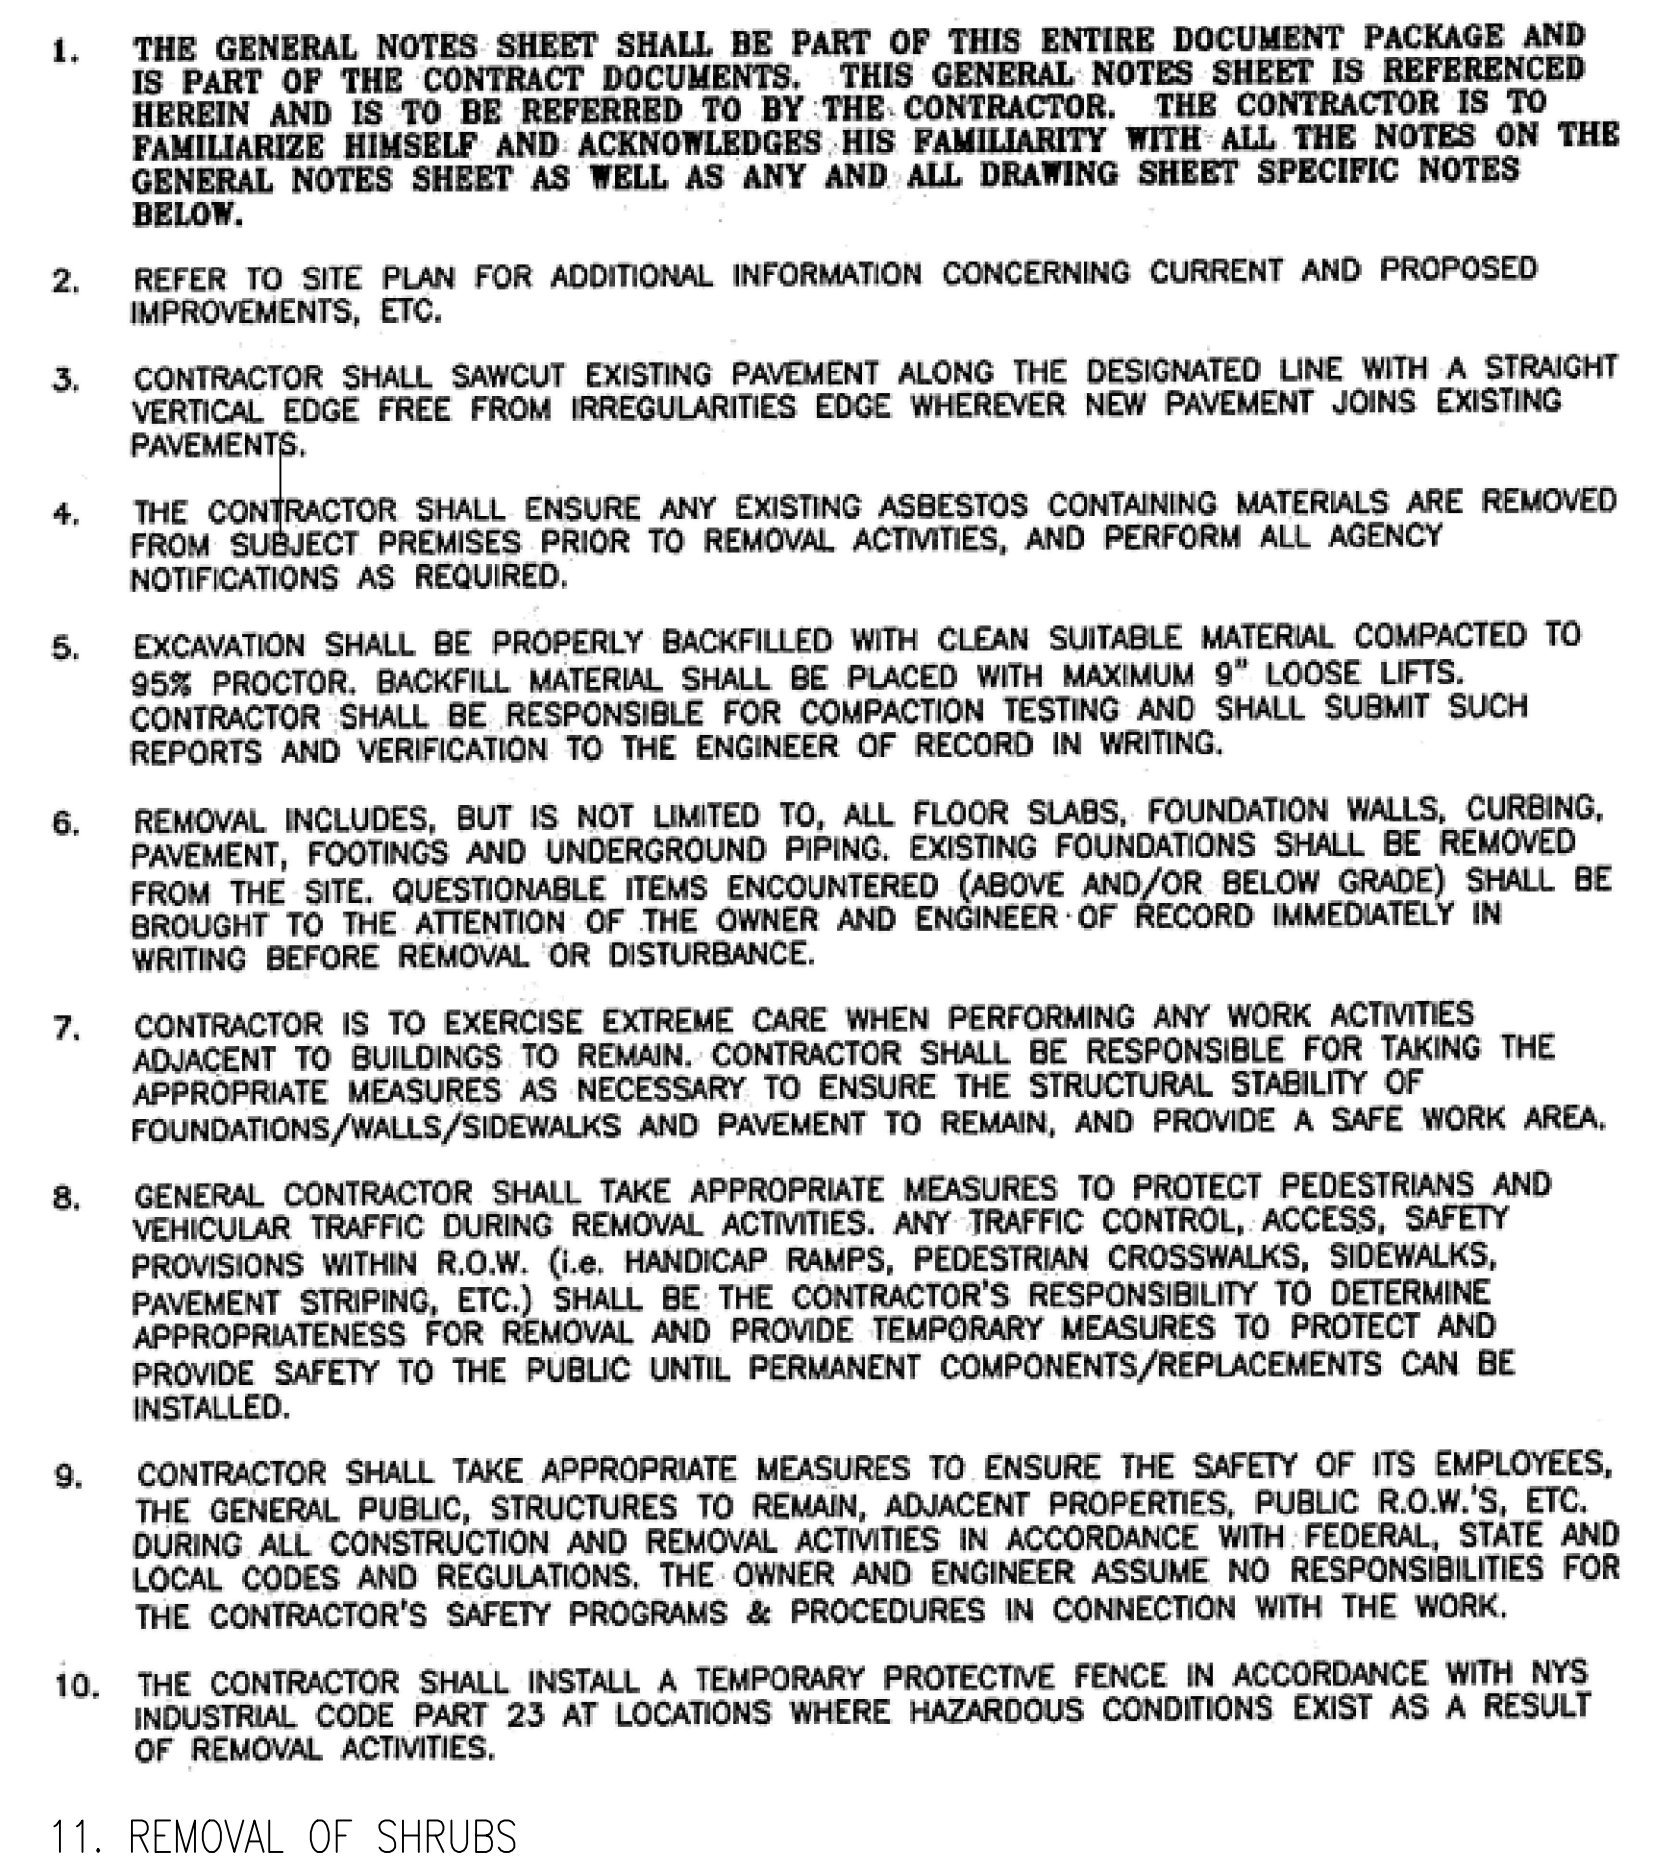 1. THE GENERAL NOTES SHEET SHALL BE PART OF THIS ENTIRE DOCUMENT PACKAGE AND
IS PART OF THE CONTRACT DOCUMENTS. THIS GENERAL NOTES SHEET IS REFERENCED
HEREIN AND IS TO BE REFERRED TO BY THE CONTRACTOR. THE CONTRACTOR IS TO
FAMILIARIZE HIMSELF AND ACKNOWLEDGES HIS FAMILIARITY WITH ALL THE NOTES ON THE
GENERAL NOTES SHEET AS WELL AS ANY AND ALL DRAWING SHEET SPECIFIC NOTES
BELOW.
2. REFER TO SITE PLAN FOR ADDITIONAL INFORMATION CONCERNING CURRENT AND PROPOSED
IMPROVEMENTS, ETC.
3. CONTRACTOR SHALL SAWCUT EXISTING PAVEMENT ALONG THE DESIGNATED LINE WITH A STRAIGHT
VERTICAL EDGE FREE FROM IRREGULARITIES EDGE WHEREVER NEW PAVEMENT JOINS EXISTING
PAVEMENTS.
4. THE CONTRACTOR SHALL ENSURE ANY EXISTING ASBESTOS CONTAINING MATERIALS ARE REMOVED
FROM SUBJECT PREMISES PRIOR TO REMOVAL ACTIVITIES, AND PERFORM ALL AGENCY
NOTIFICATIONS AS REQUIRED.
5. EXCAVATION SHALL BE PROPERLY BACKFILLED WITH CLEAN SUITABLE MATERIAL COMPACTED TO
95% PROCTOR. BACKFILL MATERIAL SHALL BE PLACED WITH MAXIMUM 9" LOOSE LIFTS.
CONTRACTOR SHALL BE RESPONSIBLE FOR COMPACTION TESTING AND SHALL SUBMIT SUCH
REPORTS AND VERIFICATION TO THE ENGINEER OF RECORD IN WRITING.
6. REMOVAL INCLUDES, BUT IS NOT LIMITED TO, ALL FLOOR SLABS, FOUNDATION WALLS, CURBING,
PAVEMENT, FOOTINGS AND UNDERGROUND PIPING. EXISTING FOUNDATIONS SHALL BE REMOVED
FROM THE SITE. QUESTIONABLE ITEMS ENCOUNTERED (ABOVE AND/OR BELOW GRADE) SHALL BE
BROUGHT TO THE ATTENTION OF THE OWNER AND ENGINEER OF RECORD IMMEDIATELY IN
WRITING BEFORE REMOVAL OR DISTURBANCE.
7. CONTRACTOR IS TO EXERCISE EXTREME CARE WHEN PERFORMING ANY WORK ACTIVITIES
ADJACENT TO BUILDINGS TO REMAIN. CONTRACTOR SHALL BE RESPONSIBLE FOR TAKING THE
APPROPRIATE MEASURES AS NECESSARY TO ENSURE THE STRUCTURAL STABILITY OF
FOUNDATIONS/WALLS/SIDEWALKS AND PAVEMENT TO REMAIN, AND PROVIDE A SAFE WORK AREA.
8. GENERAL CONTRACTOR SHALL TAKE APPROPRIATE MEASURES TO PROTECT PEDESTRIANS AND
VEHICULAR TRAFFIC DURING REMOVAL ACTIVITIES. ANY TRAFFIC CONTROL, ACCESS, SAFETY
PROVISIONS WITHIN R.O.W. (i.e. HANDICAP RAMPS, PEDESTRIAN CROSSWALKS, SIDEWALKS,
PAVEMENT STRIPING, ETC.) SHALL BE THE CONTRACTOR'S RESPONSIBILITY TO DETERMINE
APPROPRIATENESS FOR REMOVAL AND PROVIDE TEMPORARY MEASURES TO PROTECT AND
PROVIDE SAFETY TO THE PUBLIC UNTIL PERMANENT COMPONENTS/REPLACEMENTS CAN BE
INSTALLED.
9. CONTRACTOR SHALL TAKE APPROPRIATE MEASURES TO ENSURE THE SAFETY OF ITS EMPLOYEES,
THE GENERAL PUBLIC, STRUCTURES TO REMAIN, ADJACENT PROPERTIES, PUBLIC R.O.W.'S, ETC.
DURING ALL CONSTRUCTION AND REMOVAL ACTIVITIES IN ACCORDANCE WITH FEDERAL, STATE AND
LOCAL CODES AND REGULATIONS. THE OWNER AND ENGINEER ASSUME NO RESPONSIBILITIES FOR
THE CONTRACTOR'S SAFETY PROGRAMS & PROCEDURES IN CONNECTION WITH THE WORK.
10. THE CONTRACTOR SHALL INSTALL A TEMPORARY PROTECTIVE FENCE IN ACCORDANCE WITH NYS
INDUSTRIAL CODE PART 23 AT LOCATIONS WHERE HAZARDOUS CONDITIONS EXIST AS A RESULT
OF REMOVAL ACTIVITIES.
11. REMOVAL OF SHRUBS